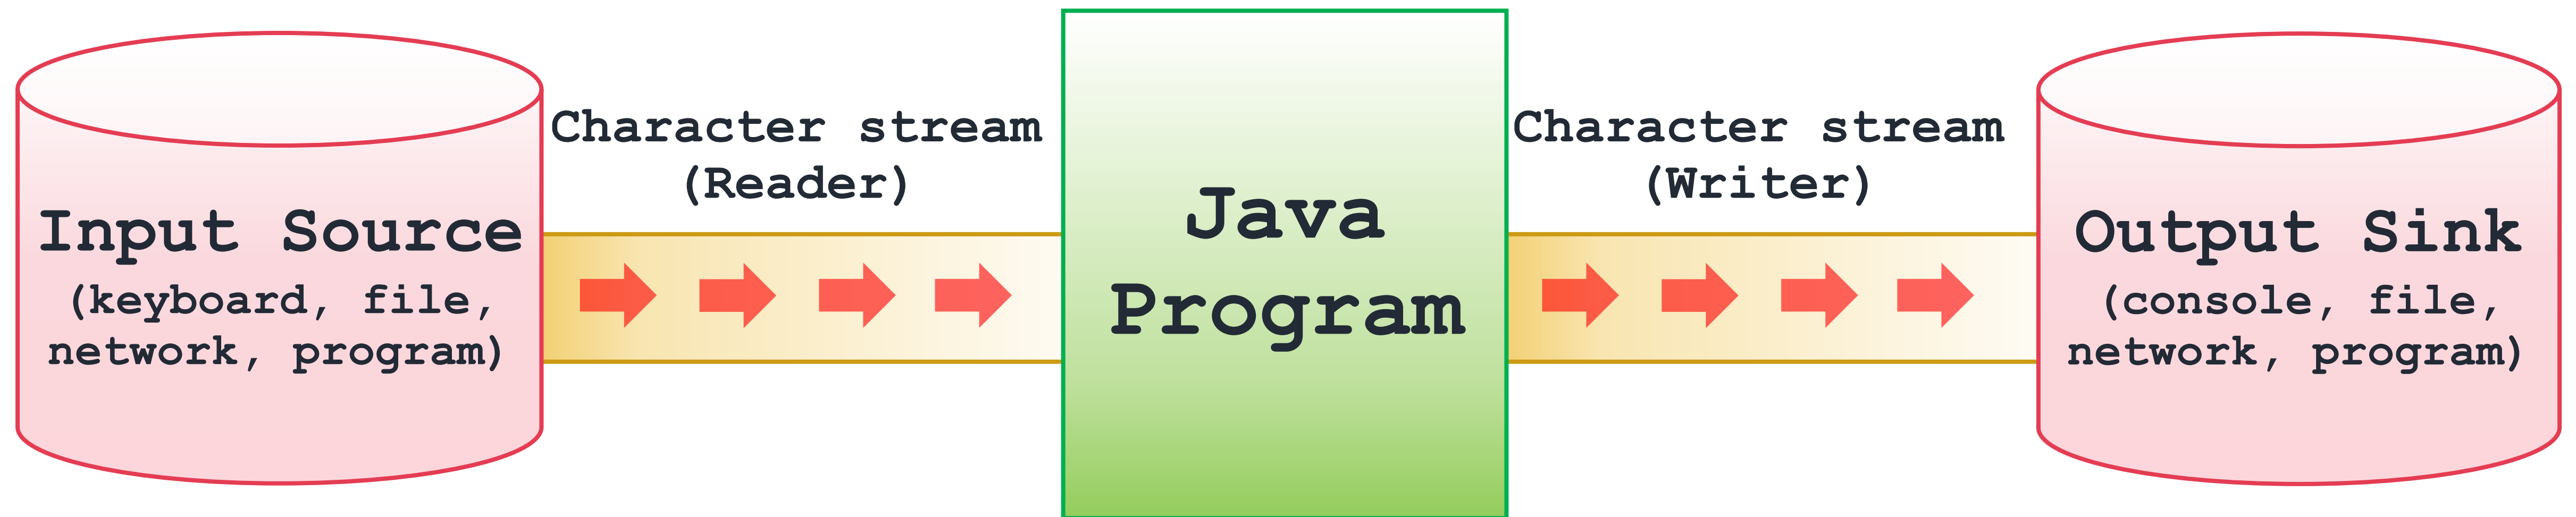 Input Source
(keyboard, file,
network, program)
Character stream
(Reader)
Java
Program
Character stream
(Writer)
Output Sink
(console, file,
network, program)